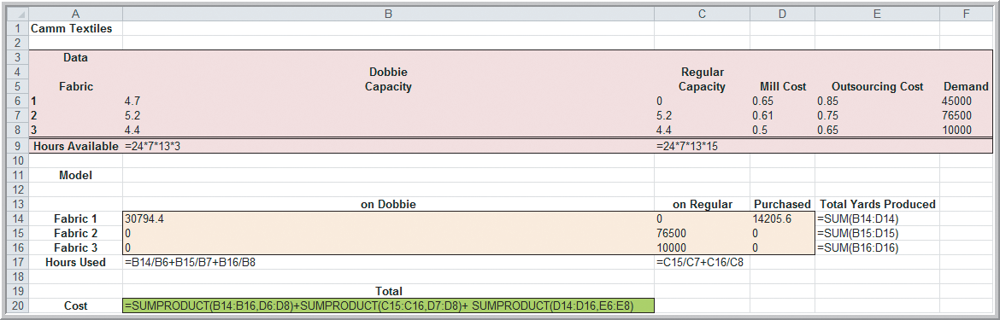 A B C D E F
1 Camm Textiles
2
3 Data
4 Dobbie Regular
5 Fabric Capacity Capacity Mill Cost Outsourcing Cost Demand
6 1 4.7 0 0.65 0.85 45000
7 2 5.2 5.2 0.61 0.75 76500
8 3 4.4 4.4 0.5 0.65 10000
9 Hours Available =24*7*13*3 =24*7*13*15
10
11 Model
12
13 on Dobbie on Regular Purchased Total Yards Produced
14 Fabric 1 30794.4 0 14205.6 =SUM(B14:D14)
15 Fabric 2 0 76500 0 =SUM(B15:D15)
16 Fabric 3 0 10000 0 =SUM(B16:D16)
17 Hours Used =B14/B6+B15/B7+B16/B8 =C15/C7+C16/C8
18
19 Total
20 Cost =SUMPRODUCT(B14:B16,D6:D8)+SUMPRODUCT(C15:C16,D7:D8)+ SUMPRODUCT(D14:D16,E6:E8)